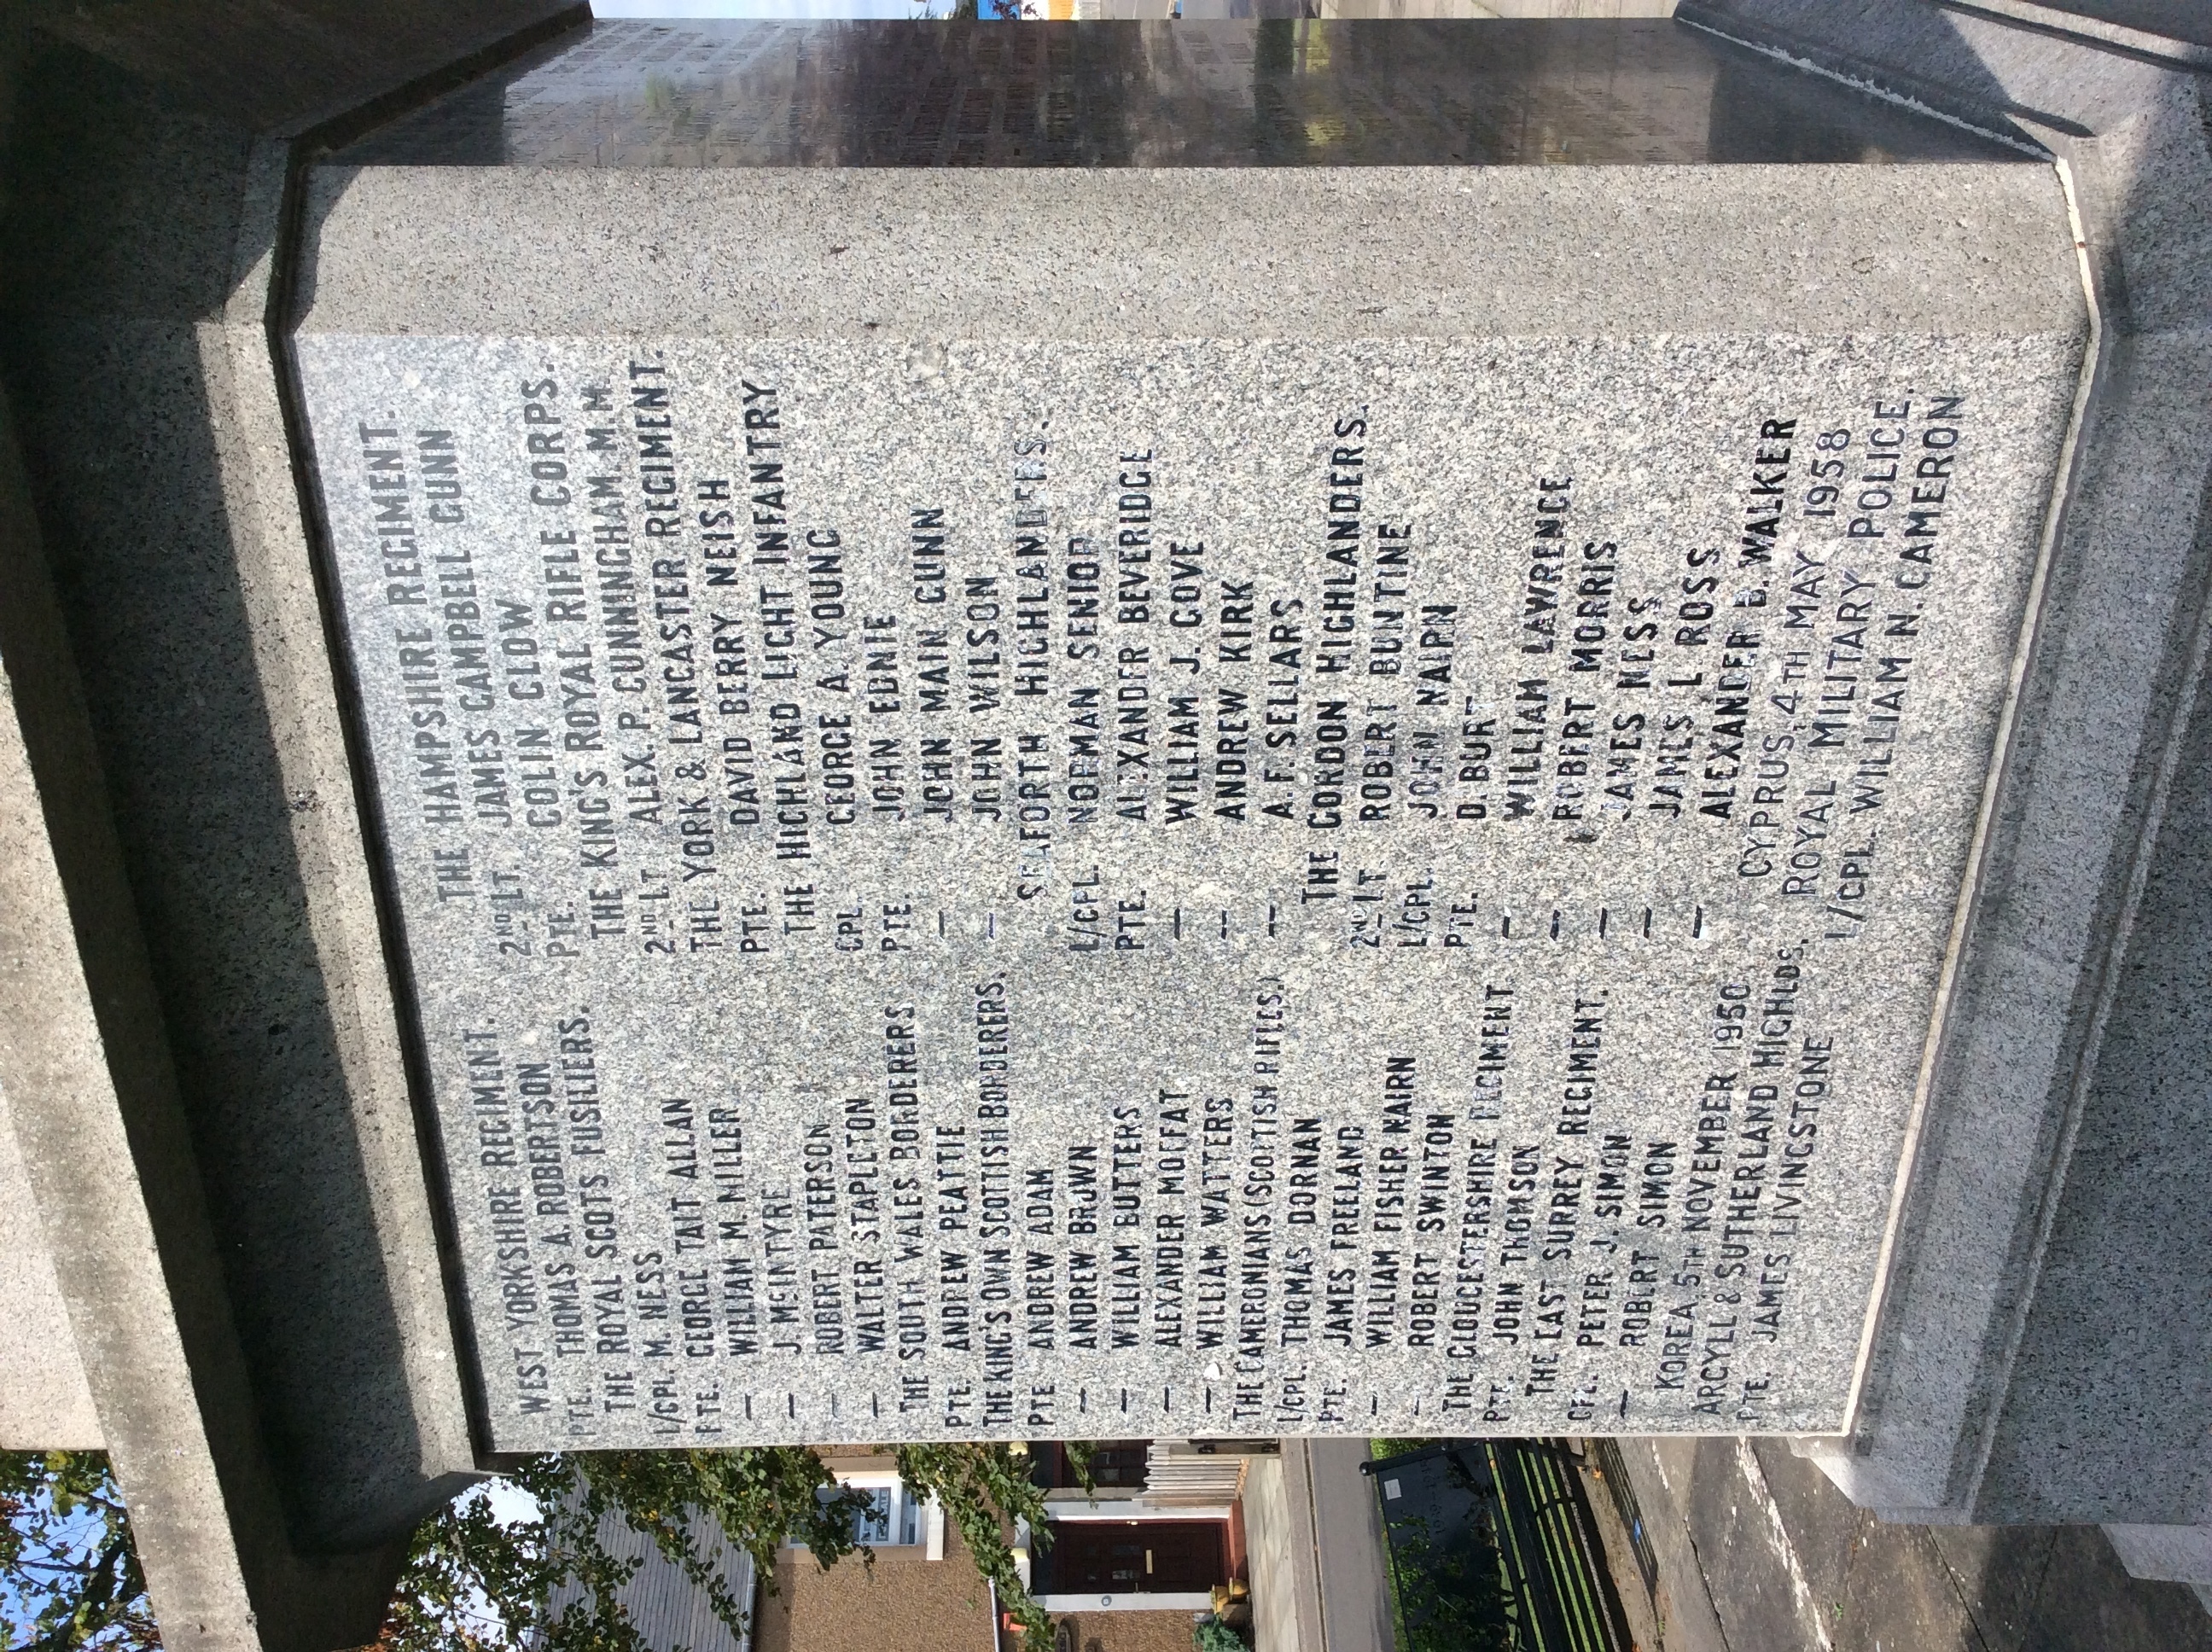 WEST YORKSHIRE REGIMENT.
PTE. THOMAS A. ROBERTSON
THE ROYAL SCOTS FUSILIERS.
L/CPL. M. NESS
PTE. GEORGE TAIT ALLAN
— WILLIAM M. MILLER
— J. McINTYRE
— ROBERT PATERSON
— WALTER STAPLETON
THE SOUTH WALES BORDERERS
PTE. ANDREW PEATTIE
THE KING'S OWN SCOTTISH BORDERERS.
PTE. ANDREW ADAM
— ANDREW BROWN
— WILLIAM BUTTERS
— ALEXANDER MOFFAT
— WILLIAM WATTERS
THE CAMERONIANS (SCOTTISH RIFLES.)
L/CPL. THOMAS DORNAN
PTE. JAMES FREELAND
— WILLIAM FISHER NAIRN
— ROBERT SWINTON
THE GLOUCESTERSHIRE REGIMENT
PTE. JOHN THOMSON
THE EAST SURREY REGIMENT.
CPL. PETER J. SIMON
— ROBERT SIMON
KOREA, 5TH NOVEMBER 1950.
ARGYLL & SUTHERLAND HIGHLDS.
PTE. JAMES LIVINGSTONE
THE HAMPSHIRE REGIMENT.
2ND LT. JAMES CAMPBELL GUNN
PTE. COLIN CLOW
THE KING'S ROYAL RIFLE CORPS.
2ND LT ALEX. P. CUNNINGHAM. M.M.
THE YORK & LANCASTER REGIMENT.
PTE. DAVID BERRY NEISH
THE HIGHLAND LIGHT INFANTRY
CPL. GEORGE A. YOUNG
PTE. JOHN EDNIE
— JOHN MAIN GUNN
— JOHN WILSON
SEAFORTH HIGHLANDERS.
L/CPL. NORMAN SENIOR
PTE. ALEXANDER BEVERIDGE
— WILLIAM J. GOVE
— ANDREW KIRK
— A. F. SELLARS
THE GORDON HIGHLANDERS.
2ND LT. ROBERT BUNTINE
L/CPL. JOHN NAIRN
PTE. D. BURT
— WILLIAM LAWRENCE
— ROBERT MORRIS
— JAMES NESS
— JAMES L. ROSS
— ALEXANDER B. WALKER
CYPRUS, 4TH MAY 1958
ROYAL MILITARY POLICE.
L/CPL. WILLIAM N. CAMERON